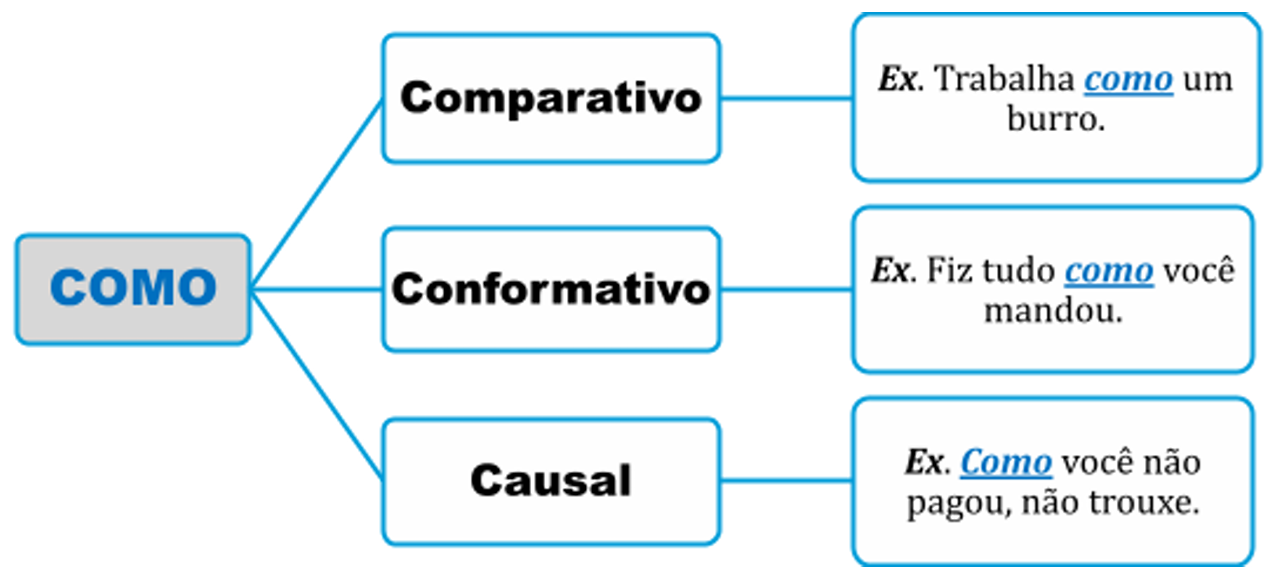 COMO
Comparativo
Ex. Trabalha como um
burro.
Conformativo
Ex. Fiz tudo como você
mandou.
Causal
Ex. Como você não
pagou, não trouxe.